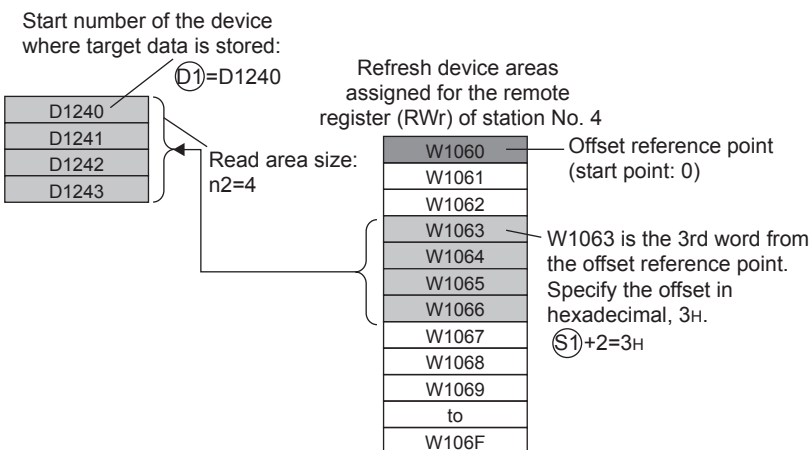 Start number of the device
where target data is stored:
D1=D1240
D1240
D1241
D1242
D1243
Read area size:
n2=4
Refresh device areas
assigned for the remote
register (RWr) of station No. 4
W1060
W1061
W1062
W1063
W1064
W1065
W1066
W1067
W1068
W1069
to
W106F
Offset reference point
(start point: 0)
W1063 is the 3rd word from
the offset reference point.
Specify the offset in
hexadecimal, 3H.
S1+2=3H